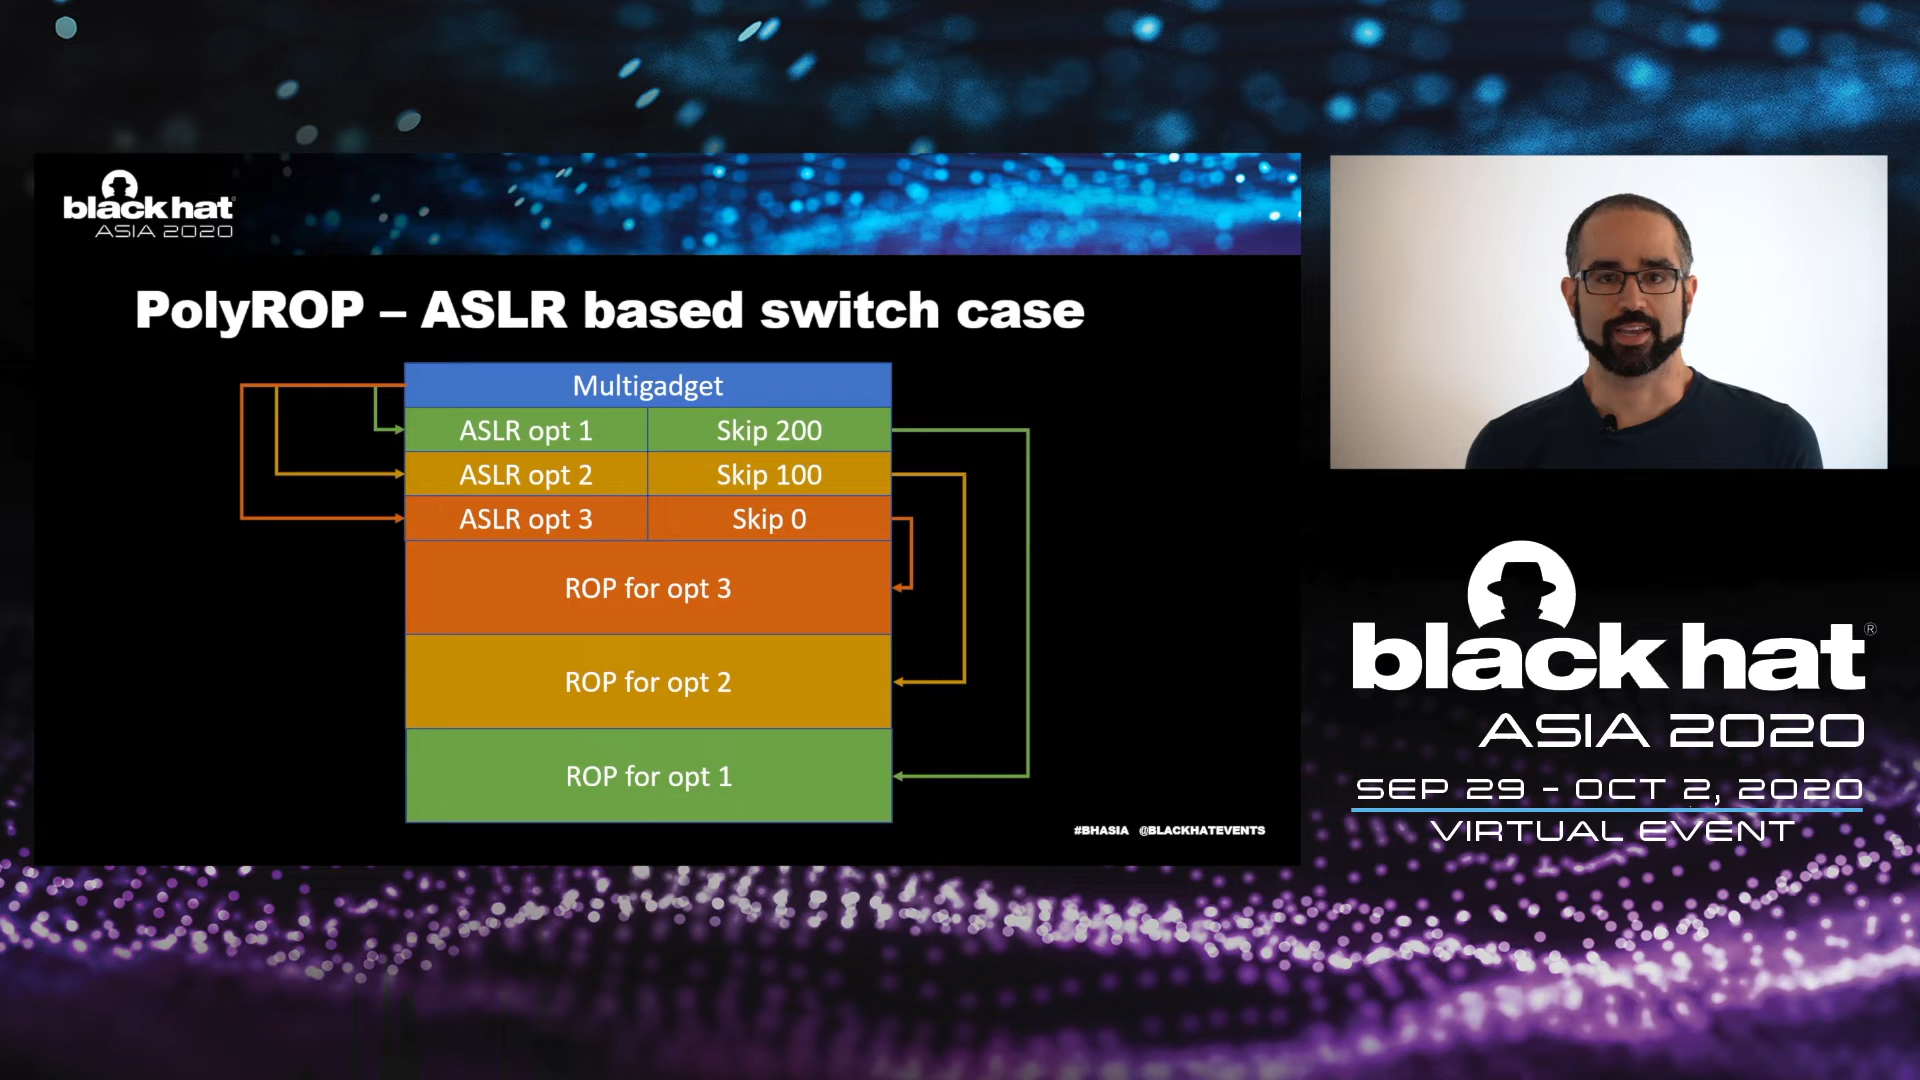 black hat
ASIA 2020
PolyROP – ASLR based switch case
Multigadget
ASLR opt 1 Skip 200
ASLR opt 2 Skip 100
ASLR opt 3 Skip 0
ROP for opt 3
ROP for opt 2
ROP for opt 1
#BHASIA @BLACKHATEVENTS
black hat®
ASIA 2020
SEP 29 - OCT 2, 2020
VIRTUAL EVENT